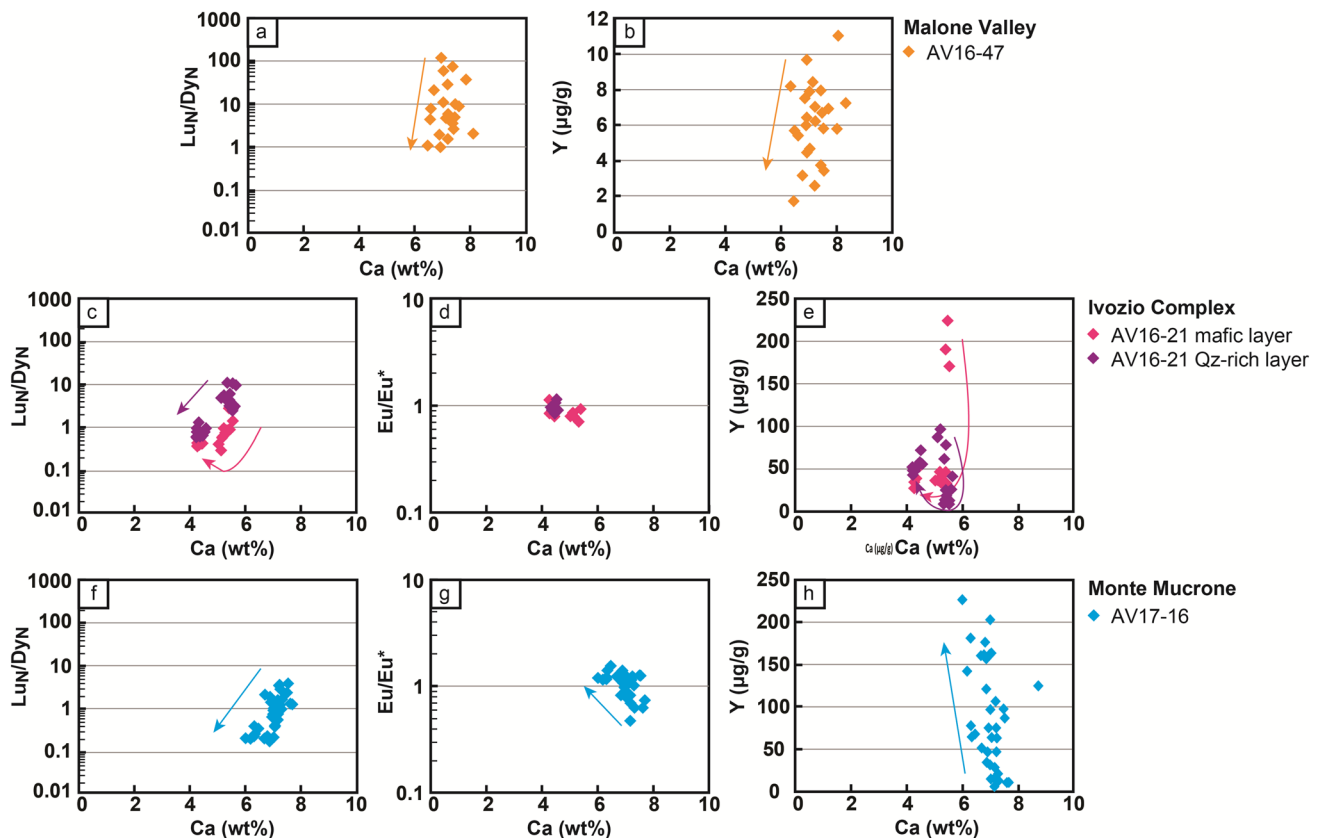 a
1000
100
10
1
0.1
0.01
LuN/DyN
0 2 4 6 8 10
Ca (wt%)
b
12
10
8
6
4
2
0
Y (µg/g)
0 2 4 6 8 10
Ca (wt%)
Malone Valley
AV16-47
c
1000
100
10
1
0.1
0.01
LuN/DyN
0 2 4 6 8 10
Ca (wt%)
d
10
1
0.1
Eu/Eu*
0 2 4 6 8 10
Ca (wt%)
e
250
200
150
100
50
0
Y (µg/g)
0 2 4 6 8 10
Ca (µg/g) Ca (wt%)
Ivozio Complex
AV16-21 mafic layer
AV16-21 Qz-rich layer
f
1000
100
10
1
0.1
0.01
LuN/DyN
0 2 4 6 8 10
Ca (wt%)
g
10
1
0.1
Eu/Eu*
0 2 4 6 8 10
Ca (wt%)
h
250
200
150
100
50
0
Y (µg/g)
0 2 4 6 8 10
Ca (wt%)
Monte Mucrone
AV17-16